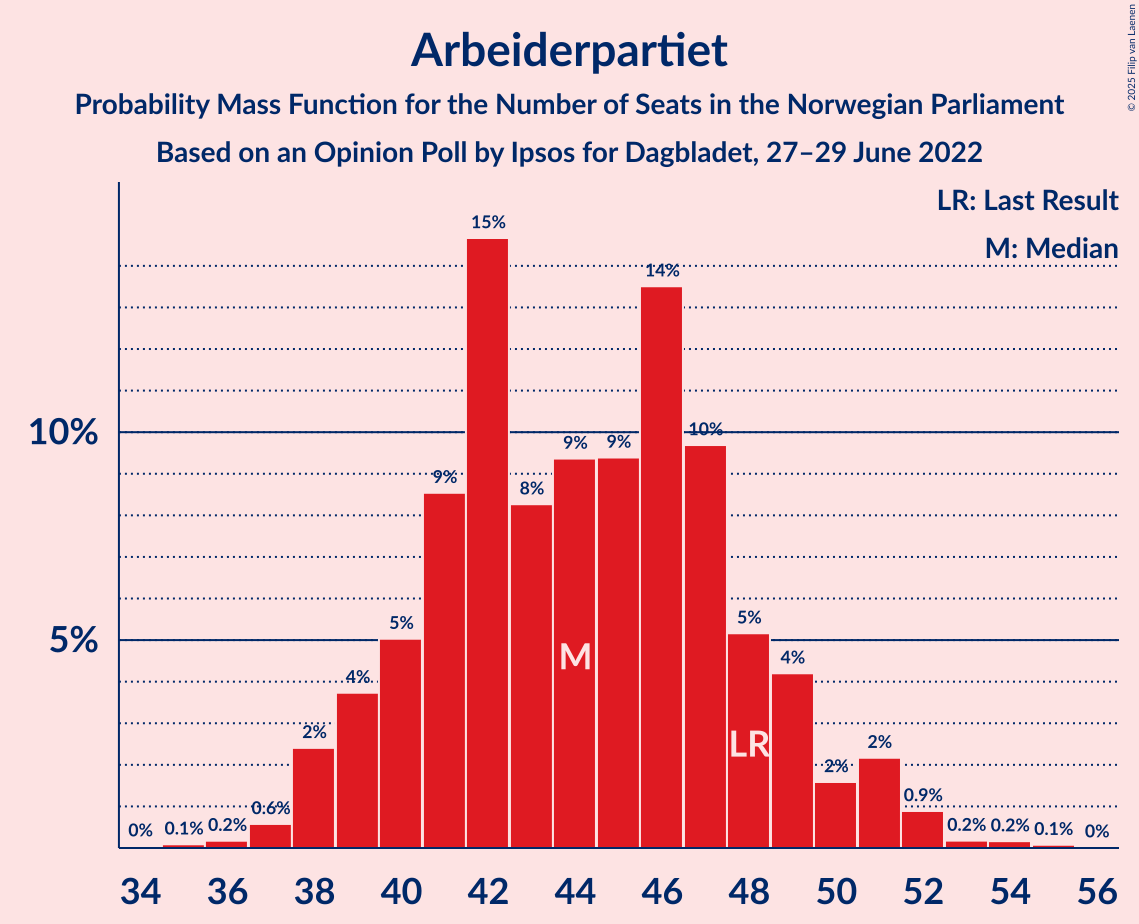 Arbeiderpartiet
Probability Mass Function for the Number of Seats in the Norwegian Parliament
Based on an Opinion Poll by Ipsos for Dagbladet, 27–29 June 2022
© 2025 Filip van Laenen
LR: Last Result
M: Median
10%
5%
0%
0.1%
0.2%
0.6%
2%
4%
5%
9%
15%
8%
9%
9%
14%
10%
5%
4%
2%
2%
0.9%
0.2%
0.2%
0.1%
0%
M
LR
34 36 38 40 42 44 46 48 50 52 54 56